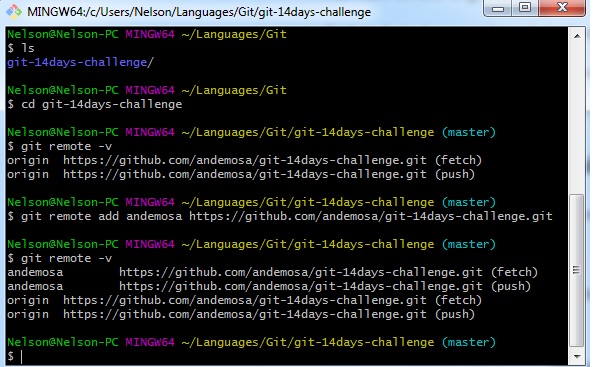 MINGW64:/c/Users/Nelson/Languages/Git/git-14days-challenge
Nelson@Nelson-PC MINGW64 ~/Languages/Git
$ ls
git-14days-challenge/
Nelson@Nelson-PC MINGW64 ~/Languages/Git
$ cd git-14days-challenge
Nelson@Nelson-PC MINGW64 ~/Languages/Git/git-14days-challenge (master)
$ git remote -v
origin  https://github.com/andemosa/git-14days-challenge.git (fetch)
origin  https://github.com/andemosa/git-14days-challenge.git (push)
Nelson@Nelson-PC MINGW64 ~/Languages/Git/git-14days-challenge (master)
$ git remote add andemosa https://github.com/andemosa/git-14days-challenge.git
Nelson@Nelson-PC MINGW64 ~/Languages/Git/git-14days-challenge (master)
$ git remote -v
andemosa        https://github.com/andemosa/git-14days-challenge.git (fetch)
andemosa        https://github.com/andemosa/git-14days-challenge.git (push)
origin  https://github.com/andemosa/git-14days-challenge.git (fetch)
origin  https://github.com/andemosa/git-14days-challenge.git (push)
Nelson@Nelson-PC MINGW64 ~/Languages/Git/git-14days-challenge (master)
$